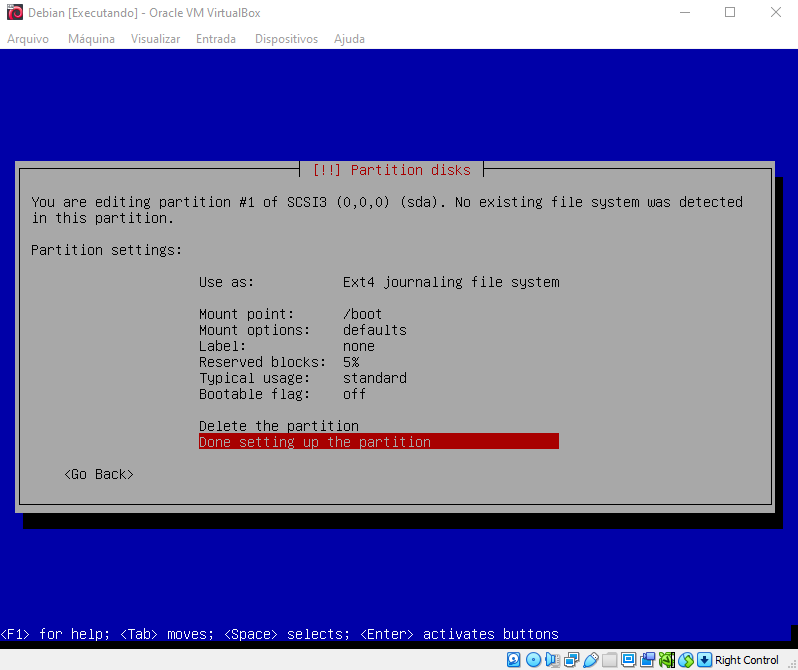 Debian [Executando] - Oracle VM VirtualBox
Arquivo Máquina Visualizar Entrada Dispositivos Ajuda
[!!] Partition disks
You are editing partition #1 of SCSI3 (0,0,0) (sda). No existing file system was detected
in this partition.
Partition settings:
Use as: Ext4 journaling file system
Mount point: /boot
Mount options: defaults
Label: none
Reserved blocks: 5%
Typical usage: standard
Bootable flag: off
Delete the partition
Done setting up the partition
<Go Back>
<F1> for help; <Tab> moves; <Space> selects; <Enter> activates buttons
Right Control